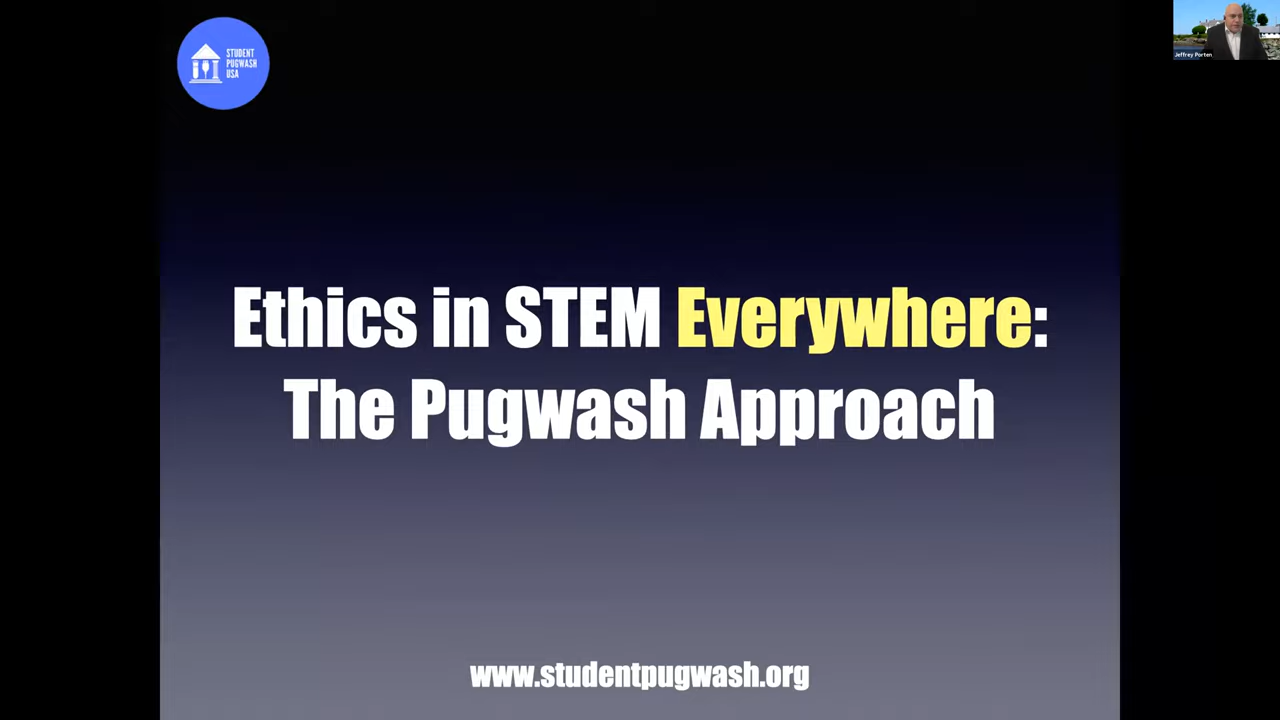 STUDENT
PUGWASH
USA
Jeffrey Porten
Ethics in STEM Everywhere:
The Pugwash Approach
www.studentpugwash.org